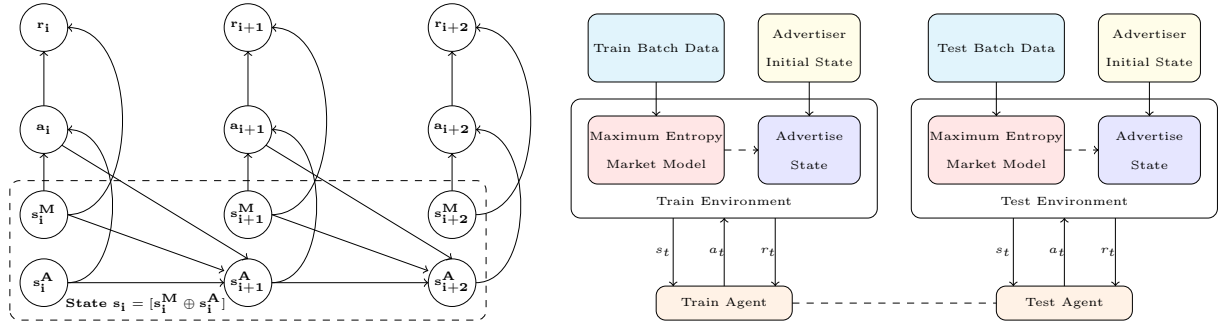 r_i r_{i+1} r_{i+2}
a_i a_{i+1} a_{i+2}
s_i^M s_{i+1}^M s_{i+2}^M
s_i^A s_{i+1}^A s_{i+2}^A
State s_i = [s_i^M ⊕ s_i^A]
Train Batch Data
Advertiser
Initial State
Maximum Entropy
Market Model
Advertise
State
Train Environment
s_t a_t r_t
Train Agent
Test Batch Data
Advertiser
Initial State
Maximum Entropy
Market Model
Advertise
State
Test Environment
s_t a_t r_t
Test Agent